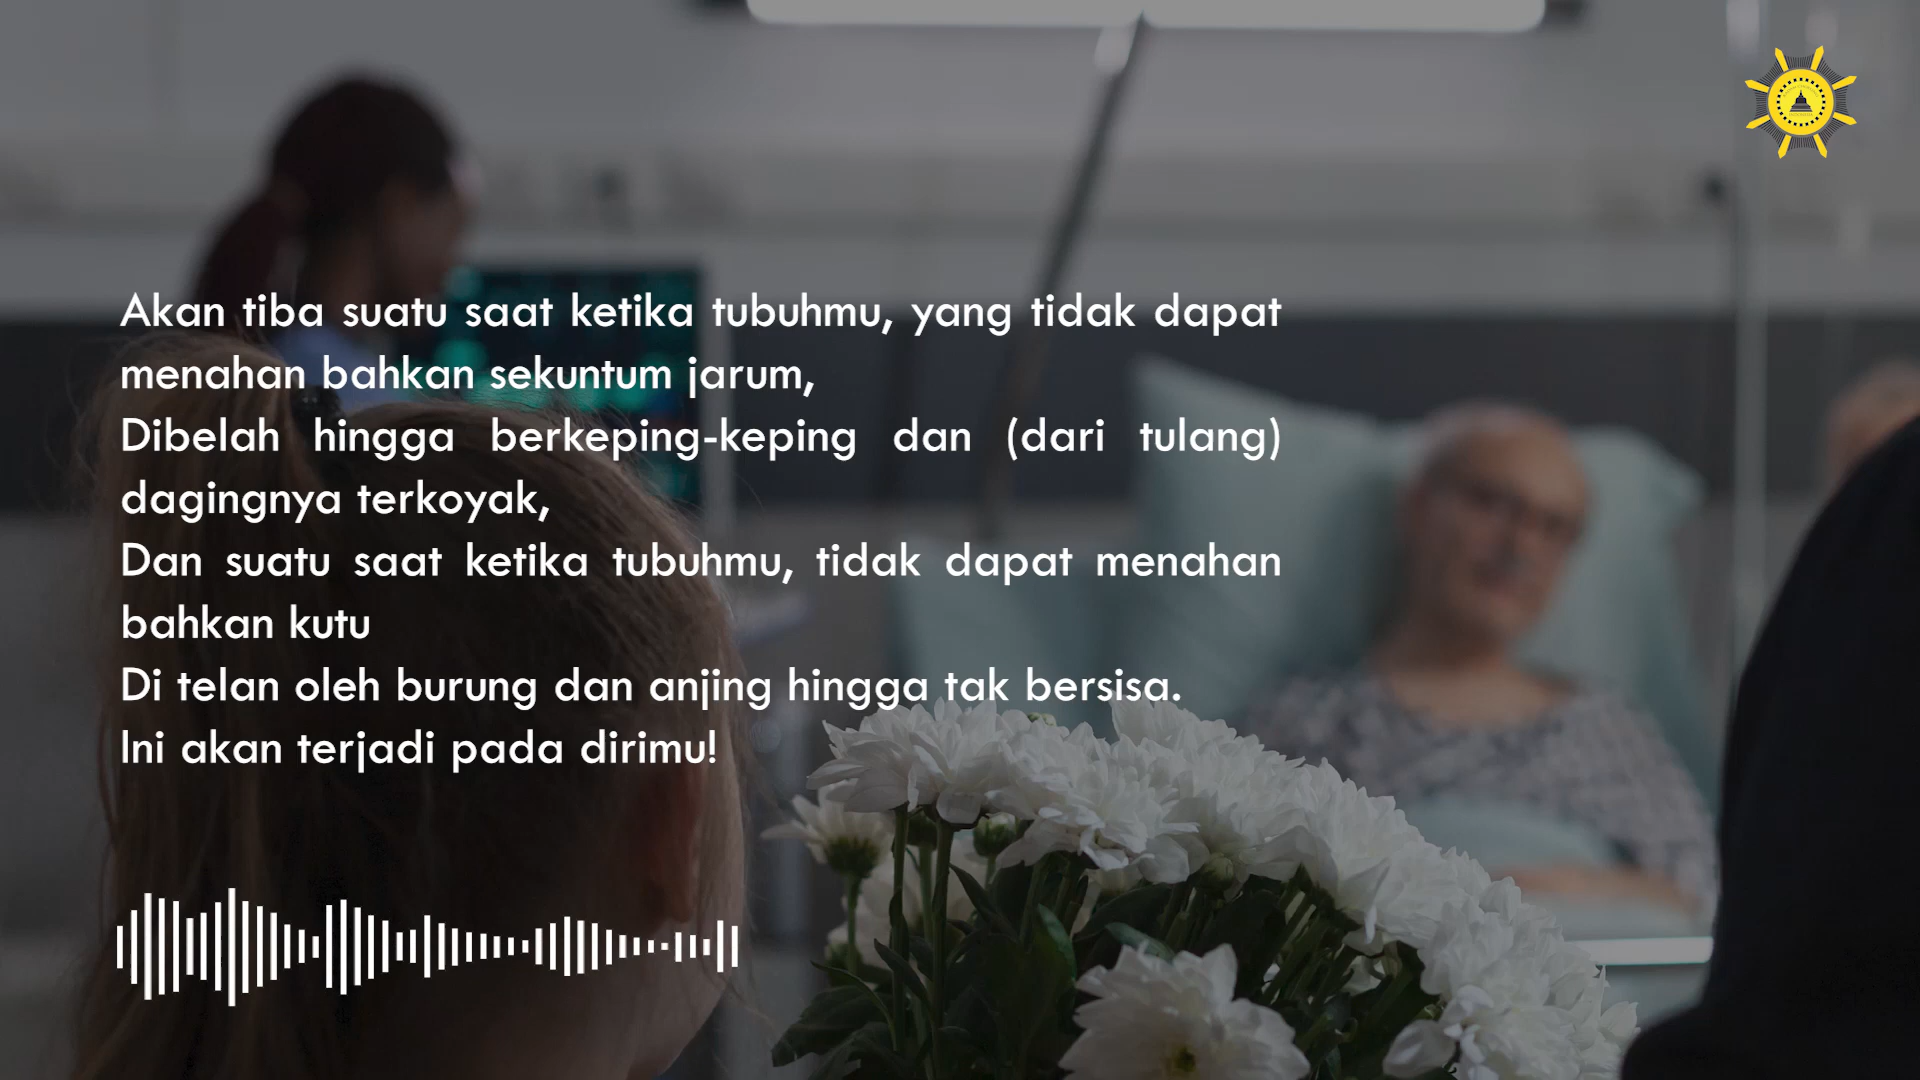 Akan tiba suatu saat ketika tubuhmu, yang tidak dapat
menahan bahkan sekuntum jarum,
Dibelah hingga berkeping-keping dan (dari tulang)
dagingnya terkoyak,
Dan suatu saat ketika tubuhmu, tidak dapat menahan
bahkan kutu
Di telan oleh burung dan anjing hingga tak bersisa.
Ini akan terjadi pada dirimu!